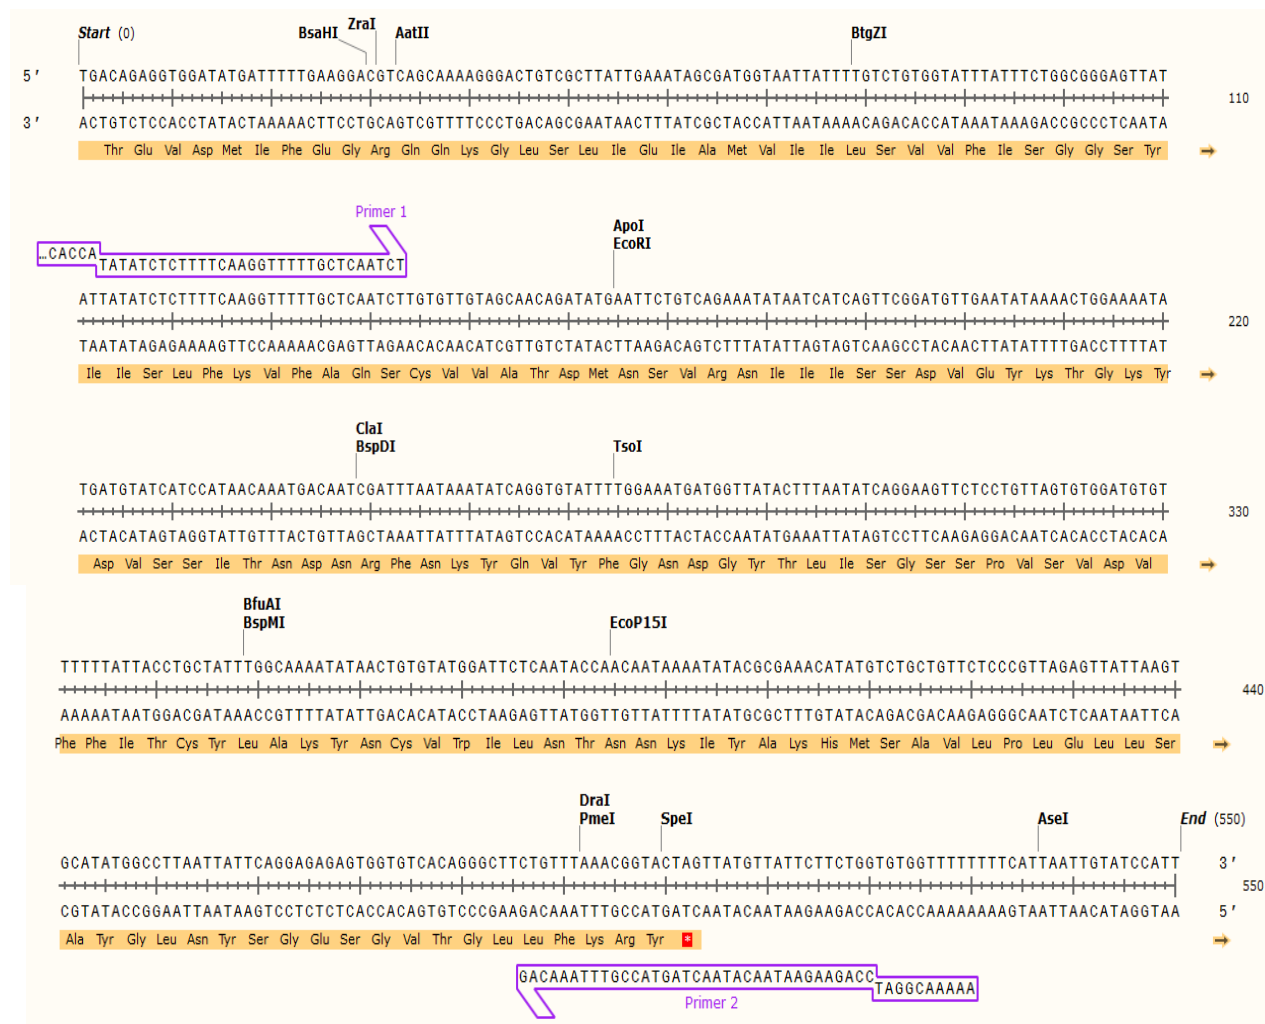 Start (0)
BsaHI
ZraI
AatII
BtgZI
5 ′ TGACAGAGGTGGATATGATTTTTGAAGGACGTCAGCAAAAGGGACTGTCGCTTATTGAAATAGCGATGGTAATTATTTTGTCTGTGGTATTTATTTCTGGCGGGAGTTAT
110
3 ′ ACTGTCTCCACCTATACTAAAAACTTCCTGCAGTCGTTTTCCCTGACAGCGAATAACTTTATCGCTACCATTAATAAAACAGACACCATAAATAAAGACCGCCCTCAATA
Thr Glu Val Asp Met Ile Phe Glu Gly Arg Gln Gln Lys Gly Leu Ser Leu Ile Glu Ile Ala Met Val Ile Ile Leu Ser Val Val Phe Ile Ser Gly Gly Ser Tyr
Primer 1
ApoI
EcoRI
…CACCA
TATATCTCTTTTCAAGGTTTTTGCTCAATCT
ATTATATCTCTTTTCAAGGTTTTTGCTCAATCTTGTGTTGTAGCAACAGATATGAATTCTGTCAGAAATATAATCATCAGTTCGGATGTTGAATATAAAACTGGAAAATA
220
TAATATAGAGAAAAGTTCCAAAAACGAGTTAGAACACAACATCGTTGTCTATACTTAAGACAGTCTTTATATTAGTAGTCAAGCCTACAACTTATATTTTGACCTTTTAT
Ile Ile Ser Leu Phe Lys Val Phe Ala Gln Ser Cys Val Val Ala Thr Asp Met Asn Ser Val Arg Asn Ile Ile Ile Ser Ser Asp Val Glu Tyr Lys Thr Gly Lys Tyr
ClaI
BspDI
TsoI
TGATGTATCATCCATAACAAATGACAATCGATTTAATAAATATCAGGTGTATTTTGGAAATGATGGTTATACTTTAATATCAGGAAGTTCTCCTGTTAGTGTGGATGTGT
330
ACTACATAGTAGGTATTGTTTACTGTTAGCTAAATTATTTATAGTCCACATAAAACCTTTACTACCAATATGAAATTATAGTCCTTCAAGAGGACAATCACACCTACACA
Asp Val Ser Ser Ile Thr Asn Asp Asn Arg Phe Asn Lys Tyr Gln Val Tyr Phe Gly Asn Asp Gly Tyr Thr Leu Ile Ser Gly Ser Ser Pro Val Ser Val Asp Val
BfuAI
BspMI
EcoP15I
TTTTTATTACCTGCTATTTGGCAAAATATAACTGTGTATGGATTCTCAATACCAACAATAAAATATACGCGAAACATATGTCTGCTGTTCTCCCGTTAGAGTTATTAAGT
440
AAAAATAATGGACGATAAACCGTTTTATATTGACACATACCTAAGAGTTATGGTTGTTATTTTATATGCGCTTTGTATACAGACGACAAGAGGGCAATCTCAATAATTCA
Phe Phe Ile Thr Cys Tyr Leu Ala Lys Tyr Asn Cys Val Trp Ile Leu Asn Thr Asn Asn Lys Ile Tyr Ala Lys His Met Ser Ala Val Leu Pro Leu Glu Leu Leu Ser
DraI
PmeI
SpeI
AseI
End (550)
GCATATGGCCTTAATTATTCAGGAGAGAGTGGTGTCACAGGGCTTCTGTTTAAACGGTACTAGTTATGTTATTCTTCTGGTGTGGTTTTTTTTCATTAATTGTATCCATT 3 ′
550
CGTATACCGGAATTAATAAGTCCTCTCTCACCACAGTGTCCCGAAGACAAATTTGCCATGATCAATACAATAAGAAGACCACACCAAAAAAAAGTAATTAACATAGGTAA 5 ′
Ala Tyr Gly Leu Asn Tyr Ser Gly Glu Ser Gly Val Thr Gly Leu Leu Phe Lys Arg Tyr *
GACAAATTTGCCATGATCAATACAATAAGAAGACC
TAGGCAAAAA
Primer 2